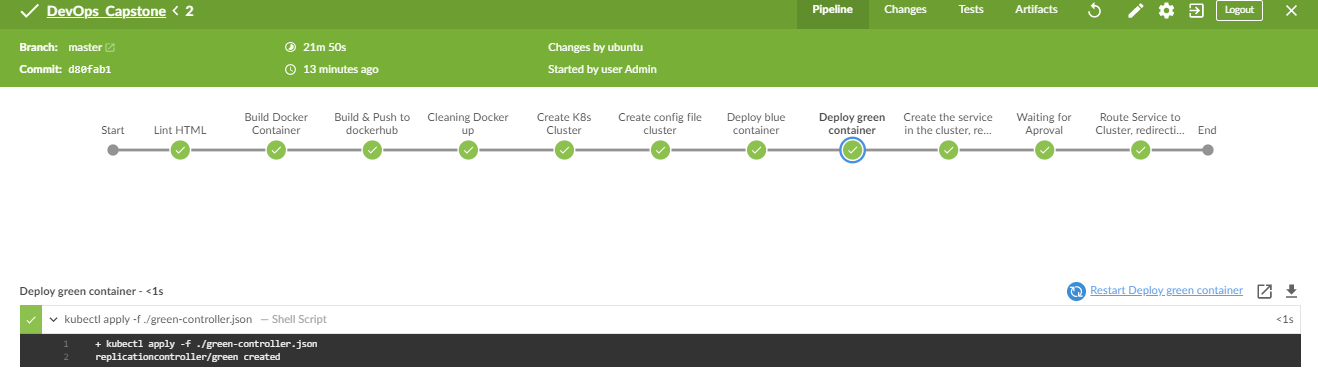 DevOps_Capstone < 2
Pipeline Changes Tests Artifacts Logout
Branch: master
21m 50s
Changes by ubuntu
Commit: d80fab1
13 minutes ago
Started by user Admin
Start
Lint HTML
Build Docker
Container
Build & Push to
dockerhub
Cleaning Docker
up
Create K8s
Cluster
Create config file
cluster
Deploy blue
container
Deploy green
container
Create the service
in the cluster, re...
Waiting for
Aproval
Route Service to
Cluster, redirecti...
End
Deploy green container - <1s
Restart Deploy green container
kubectl apply -f ./green-controller.json — Shell Script
<1s
1 + kubectl apply -f ./green-controller.json
2 replicationcontroller/green created